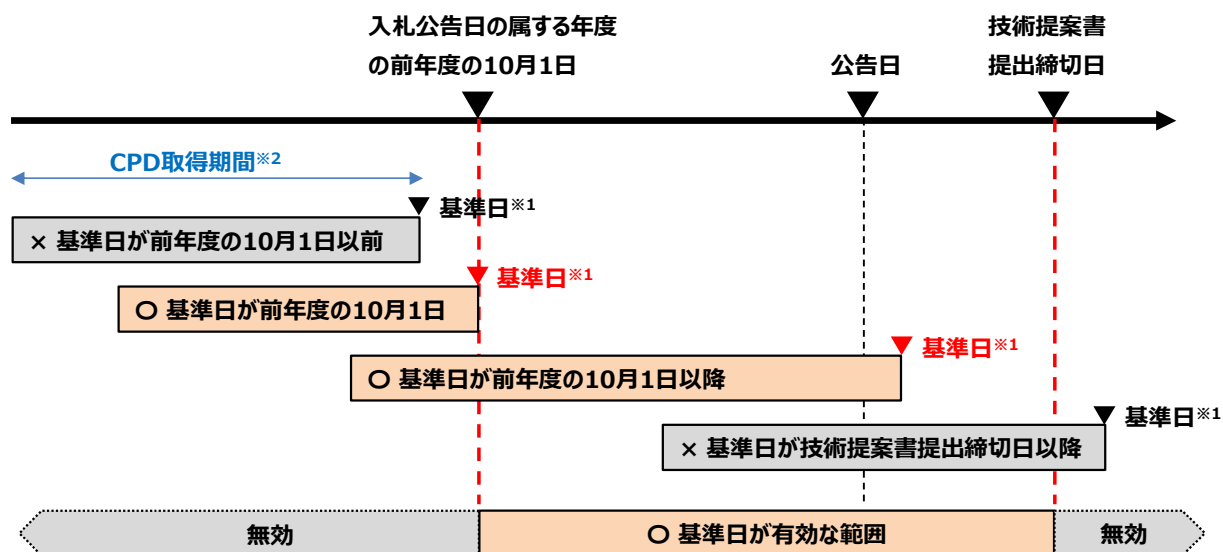 入札公告日の属する年度
の前年度の10月1日
公告日
技術提案書
提出締切日
CPD取得期間※2
基準日※1
× 基準日が前年度の10月1日以前
基準日※1
〇 基準日が前年度の10月1日
基準日※1
〇 基準日が前年度の10月1日以降
基準日※1
× 基準日が技術提案書提出締切日以降
無効
〇 基準日が有効な範囲
無効